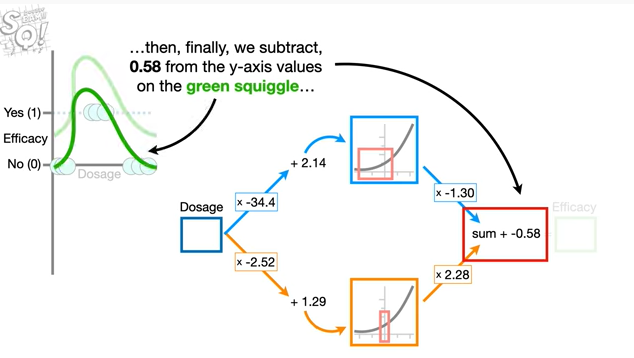 SQ!
...then, finally, we subtract,
0.58 from the y-axis values
on the green squiggle...
Yes (1)
Efficacy
No (0)
Dosage
+ 2.14
x -34.4
x -1.30
Dosage
Efficacy
sum + -0.58
x -2.52
x 2.28
+ 1.29